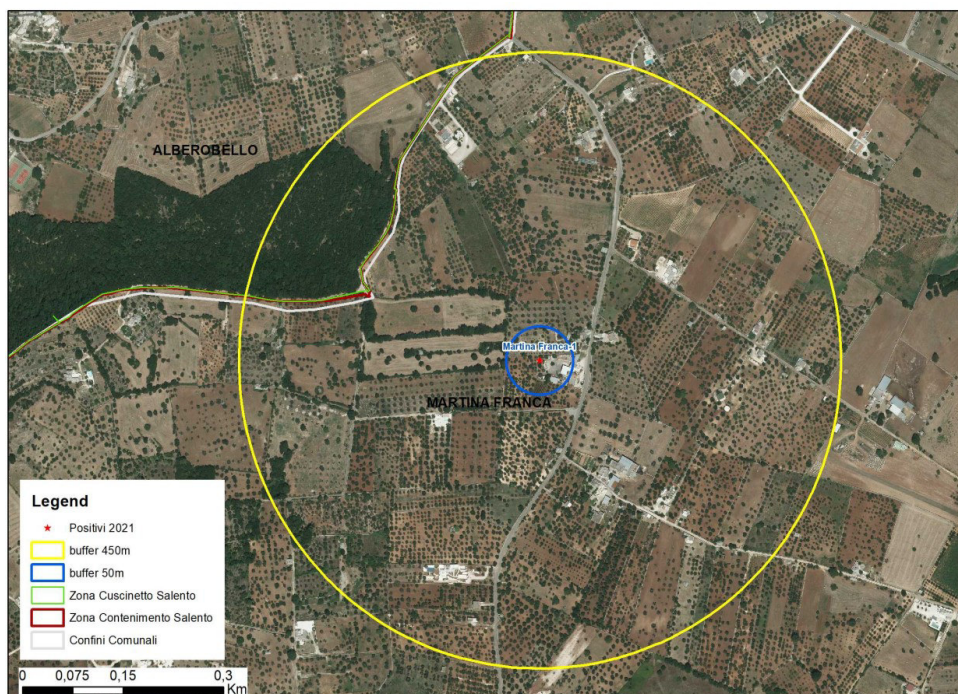 ALBEROBELLO
Martina Franca-1
MARTINA FRANCA
Legend
Positivi 2021
buffer 450m
buffer 50m
Zona Cuscinetto Salento
Zona Contenimento Salento
Confini Comunali
0 0,075 0,15 0,3
Km